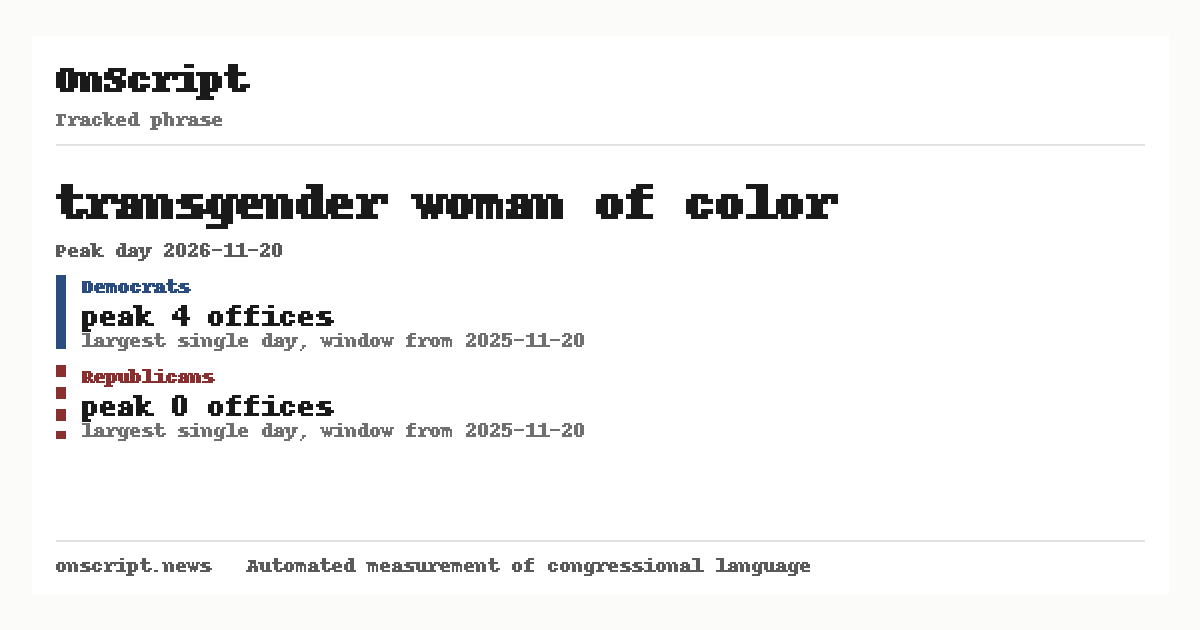 OnScript
Tracked phrase
transgender woman of color
Peak day 2026-11-20
Democrats
peak 4 offices
largest single day, window from 2025-11-20
Republicans
peak 0 offices
largest single day, window from 2025-11-20
onscript.news Automated measurement of congressional language